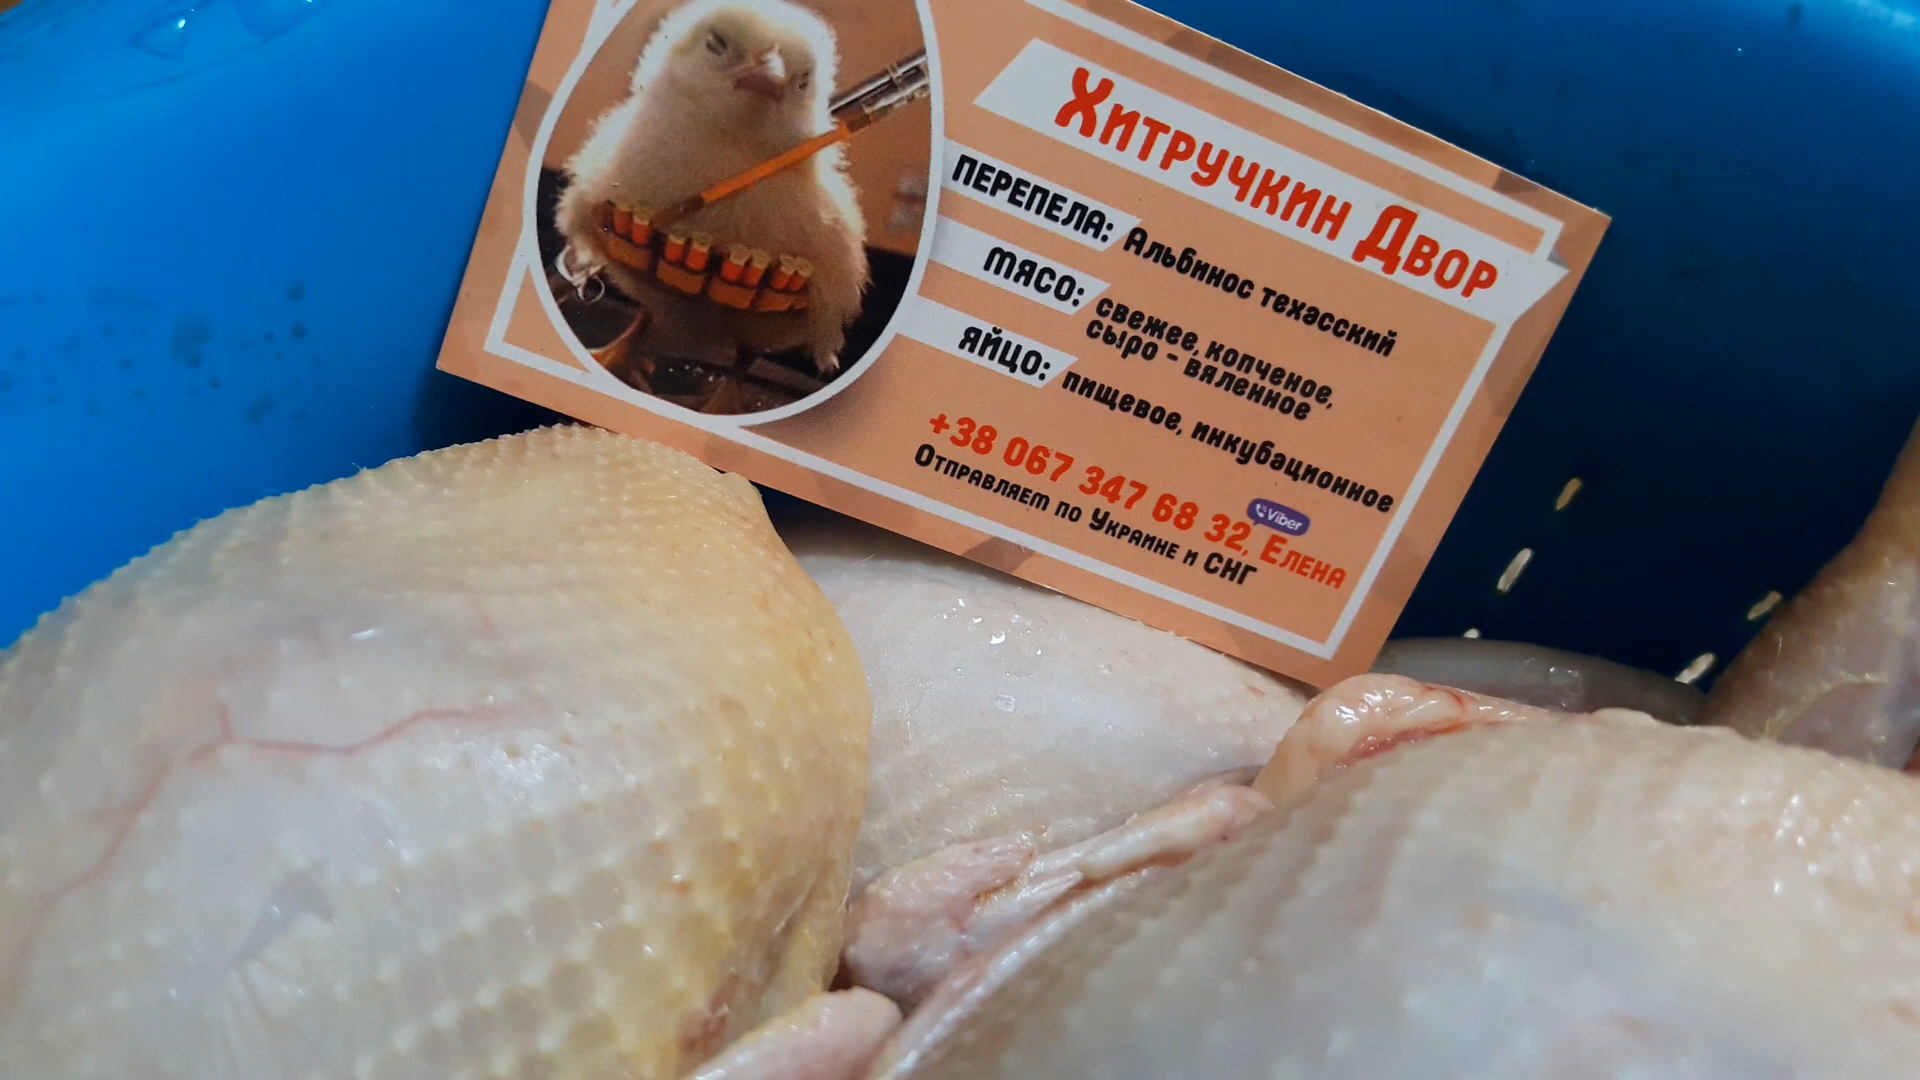 Хитручкин Двор
ПЕРЕПЕЛА: Альбинос техасский
МЯСО: свежее, копченое,
сыро - вяленное
ЯЙЦО: пищевое, инкубационное
Viber
+38 067 347 68 32, Елена
Отправляем по Украине и СНГ